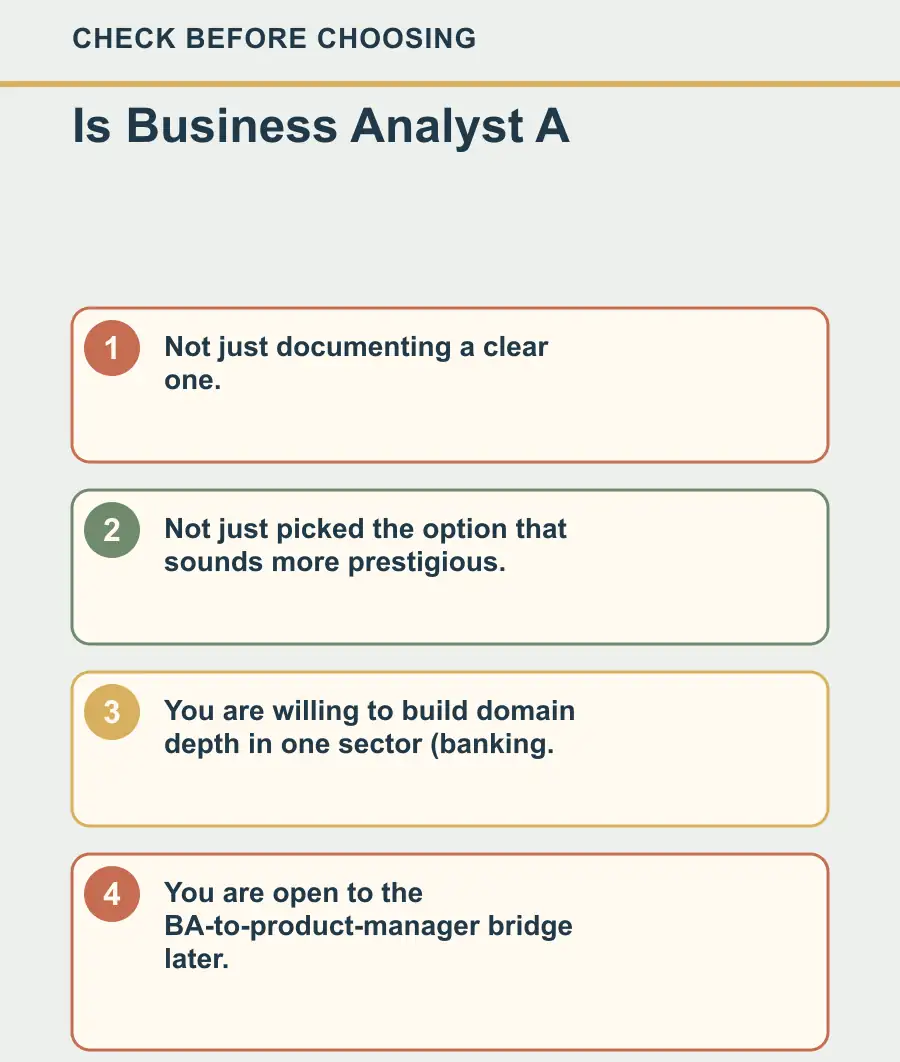 CHECK BEFORE CHOOSING
Is Business Analyst A
1
Not just documenting a clear
one.
2
Not just picked the option that
sounds more prestigious.
3
You are willing to build domain
depth in one sector (banking.
4
You are open to the
BA-to-product-manager bridge
later.